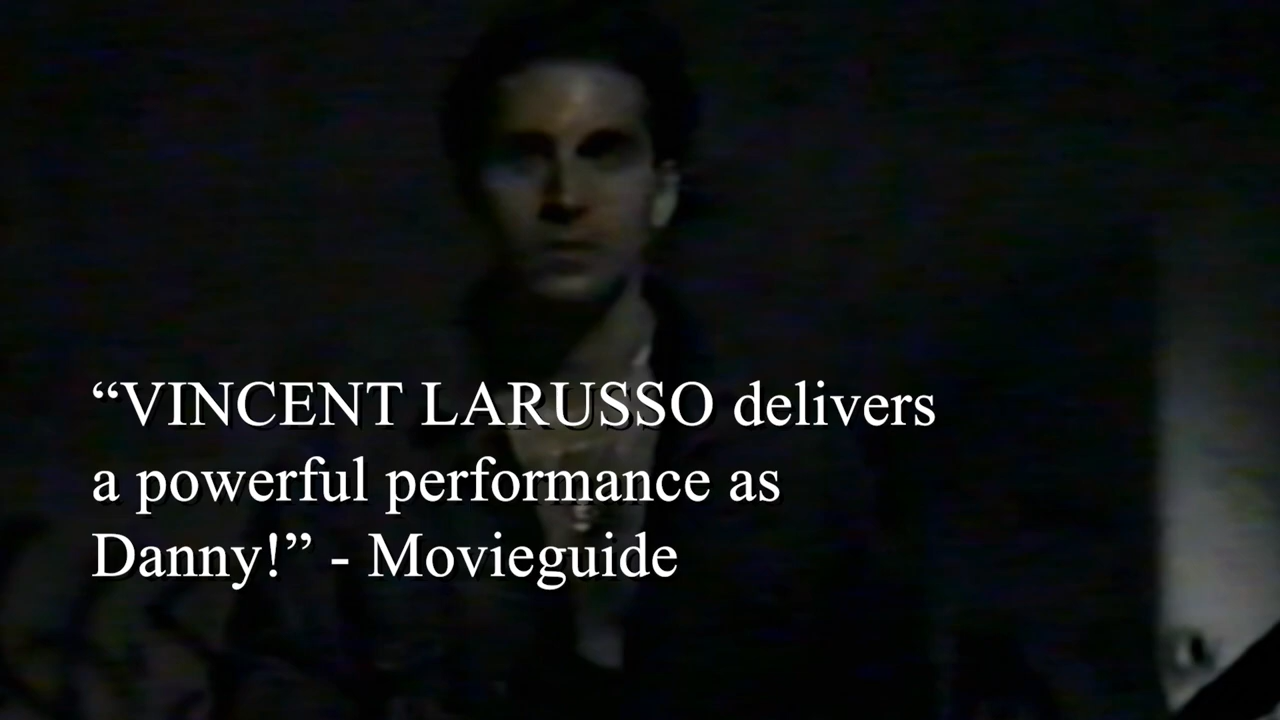 “VINCENT LARUSSO delivers
a powerful performance as
Danny!” - Movieguide